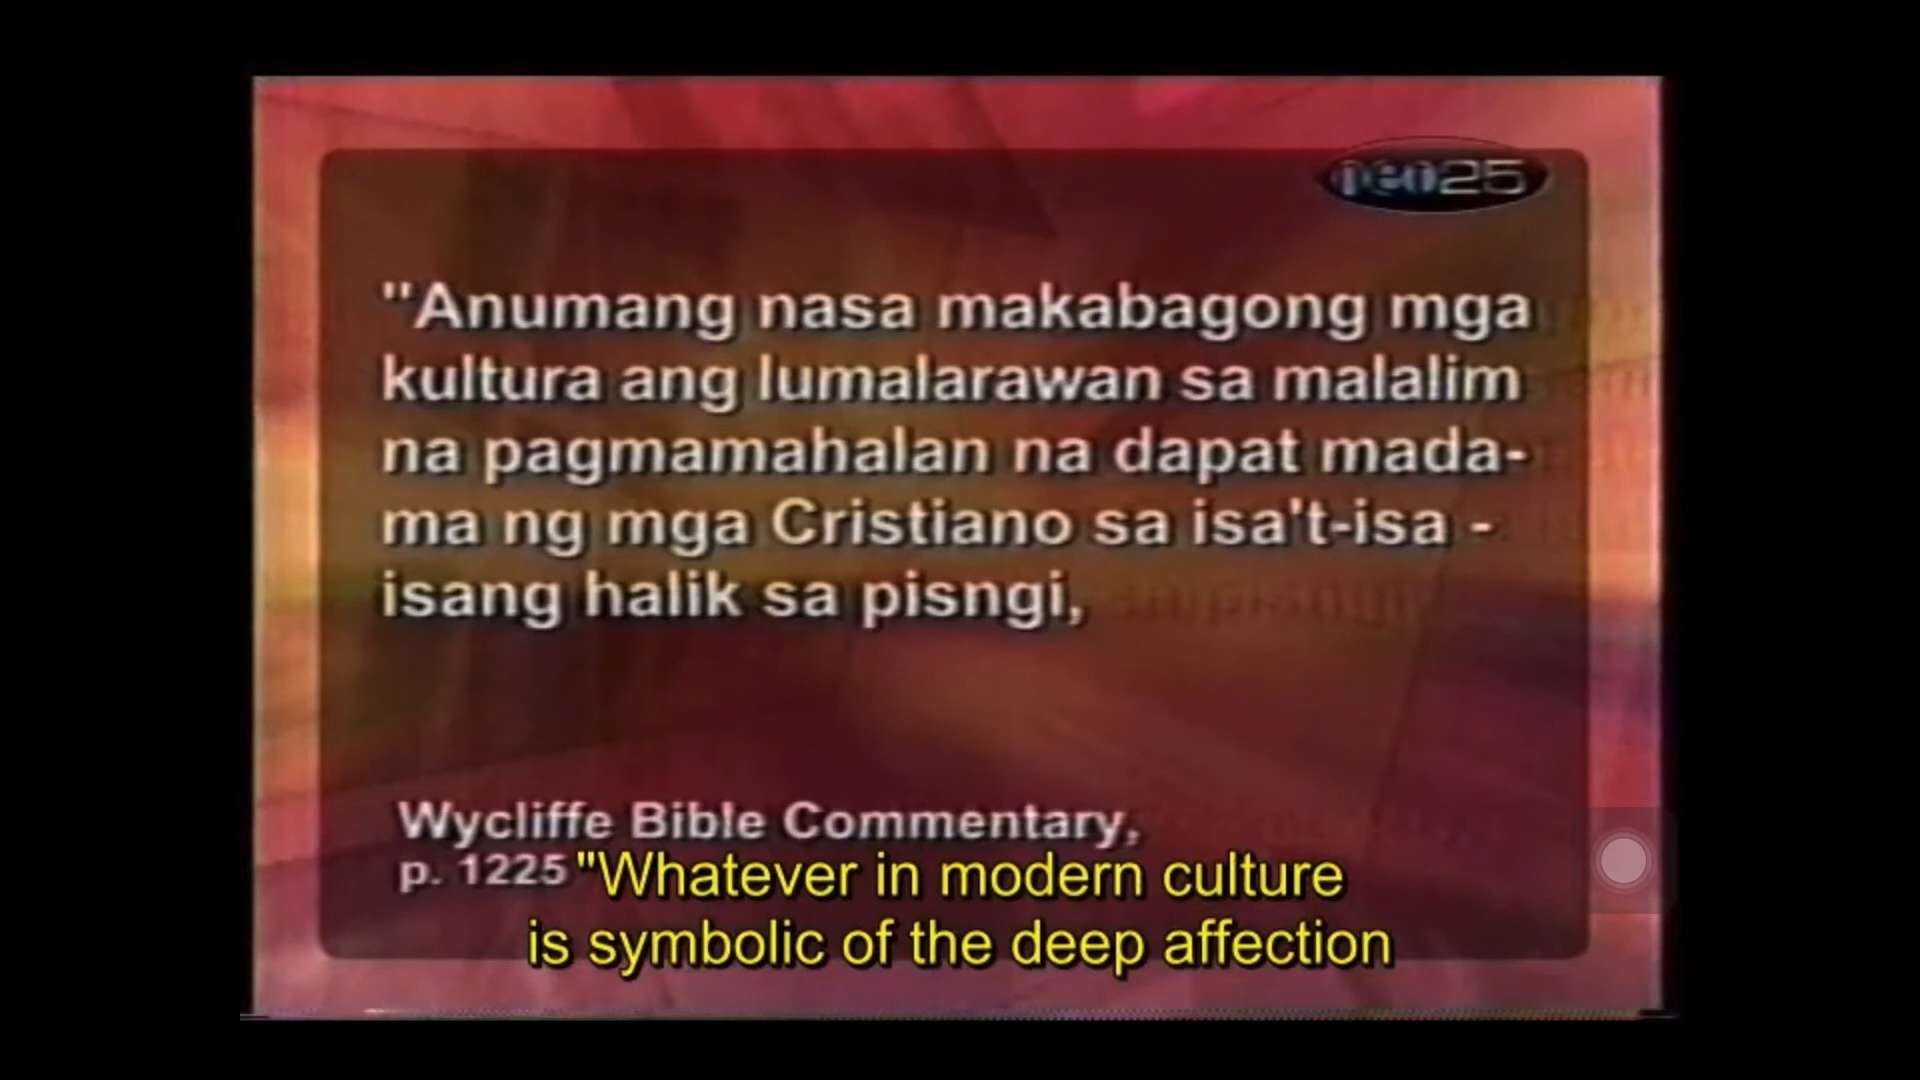 neo25
"Anumang nasa makabagong mga
kultura ang lumalarawan sa malalim
na pagmamahalan na dapat mada-
ma ng mga Cristiano sa isa't-isa -
isang halik sa pisngi,
Wycliffe Bible Commentary,
p. 1225
"Whatever in modern culture
is symbolic of the deep affection